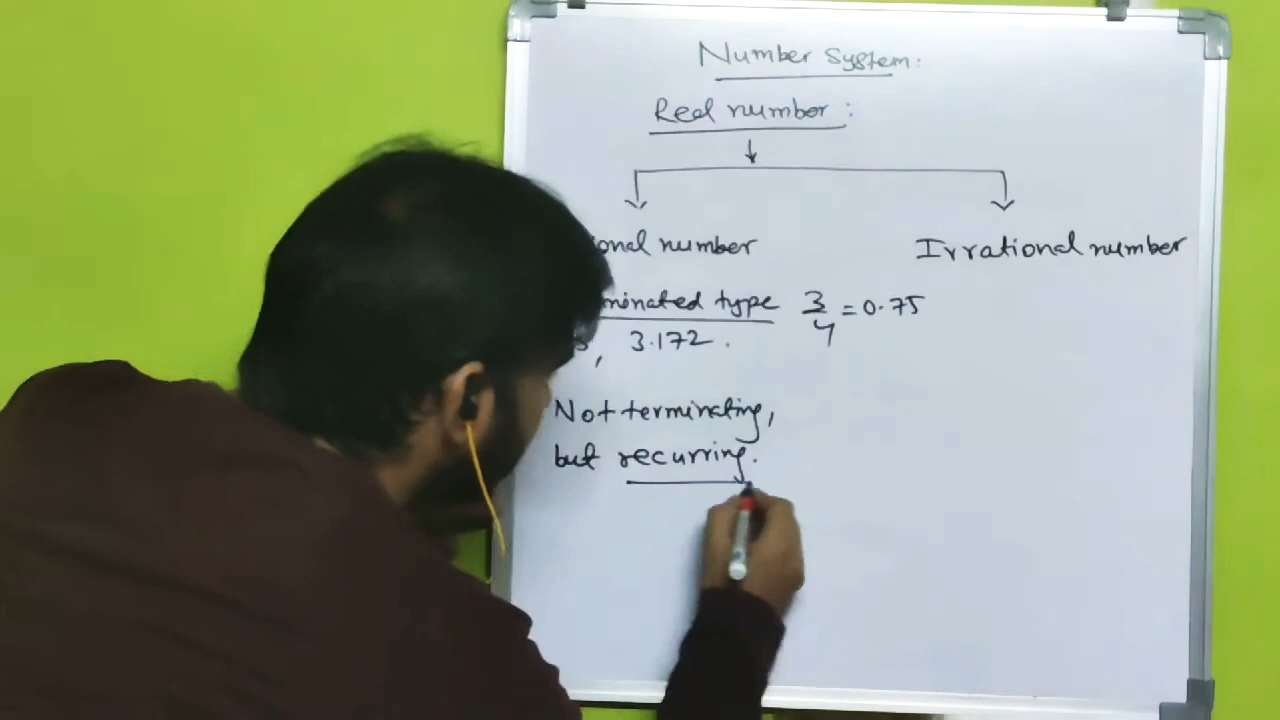 Number System:
Real number:
ional number
Irrational number
minated type 3/4 = 0.75
, 3.172.
Not terminating,
but recurring.